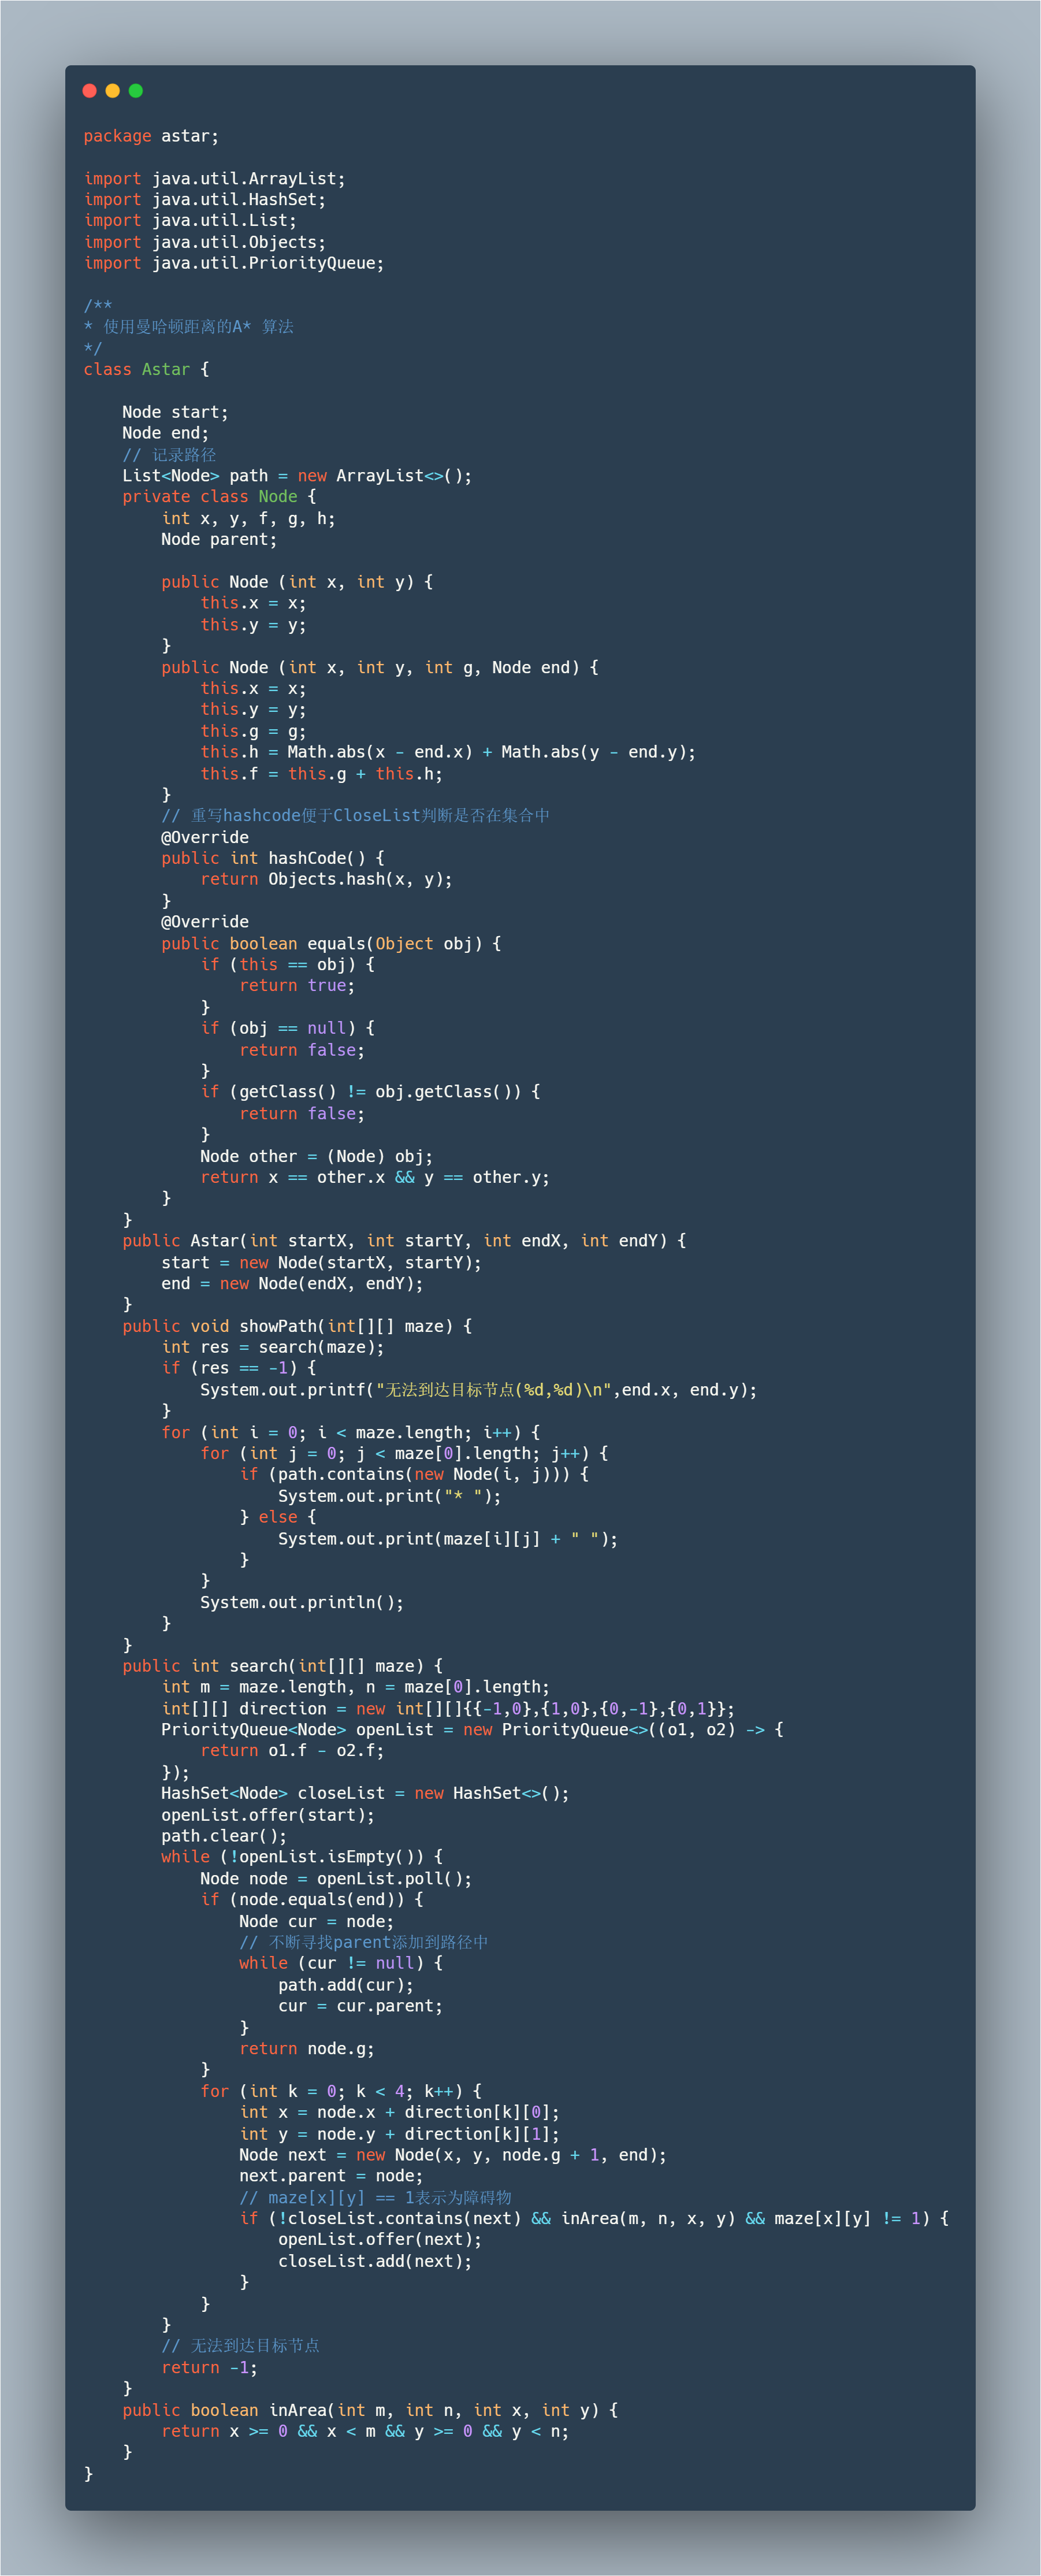 package astar;

import java.util.ArrayList;
import java.util.HashSet;
import java.util.List;
import java.util.Objects;
import java.util.PriorityQueue;

/**
* 使用曼哈顿距离的A* 算法
*/
class Astar {

    Node start;
    Node end;
    // 记录路径
    List<Node> path = new ArrayList<>();
    private class Node {
        int x, y, f, g, h;
        Node parent;

        public Node (int x, int y) {
            this.x = x;
            this.y = y;
        }
        public Node (int x, int y, int g, Node end) {
            this.x = x;
            this.y = y;
            this.g = g;
            this.h = Math.abs(x - end.x) + Math.abs(y - end.y);
            this.f = this.g + this.h;
        }
        // 重写hashcode便于CloseList判断是否在集合中
        @Override
        public int hashCode() {
            return Objects.hash(x, y);
        }
        @Override
        public boolean equals(Object obj) {
            if (this == obj) {
                return true;
            }
            if (obj == null) {
                return false;
            }
            if (getClass() != obj.getClass()) {
                return false;
            }
            Node other = (Node) obj;
            return x == other.x && y == other.y;
        }
    }
    public Astar(int startX, int startY, int endX, int endY) {
        start = new Node(startX, startY);
        end = new Node(endX, endY);
    }
    public void showPath(int[][] maze) {
        int res = search(maze);
        if (res == -1) {
            System.out.printf("无法到达目标节点(%d,%d)\n",end.x, end.y);
        }
        for (int i = 0; i < maze.length; i++) {
            for (int j = 0; j < maze[0].length; j++) {
                if (path.contains(new Node(i, j))) {
                    System.out.print("* ");
                } else {
                    System.out.print(maze[i][j] + " ");
                }
            }
            System.out.println();
        }
    }
    public int search(int[][] maze) {
        int m = maze.length, n = maze[0].length;
        int[][] direction = new int[][]{{-1,0},{1,0},{0,-1},{0,1}};
        PriorityQueue<Node> openList = new PriorityQueue<>((o1, o2) -> {
            return o1.f - o2.f;
        });
        HashSet<Node> closeList = new HashSet<>();
        openList.offer(start);
        path.clear();
        while (!openList.isEmpty()) {
            Node node = openList.poll();
            if (node.equals(end)) {
                Node cur = node;
                // 不断寻找parent添加到路径中
                while (cur != null) {
                    path.add(cur);
                    cur = cur.parent;
                }
                return node.g;
            }
            for (int k = 0; k < 4; k++) {
                int x = node.x + direction[k][0];
                int y = node.y + direction[k][1];
                Node next = new Node(x, y, node.g + 1, end);
                next.parent = node;
                // maze[x][y] == 1表示为障碍物
                if (!closeList.contains(next) && inArea(m, n, x, y) && maze[x][y] != 1) {
                    openList.offer(next);
                    closeList.add(next);
                }
            }
        }
        // 无法到达目标节点
        return -1;
    }
    public boolean inArea(int m, int n, int x, int y) {
        return x >= 0 && x < m && y >= 0 && y < n;
    }
}